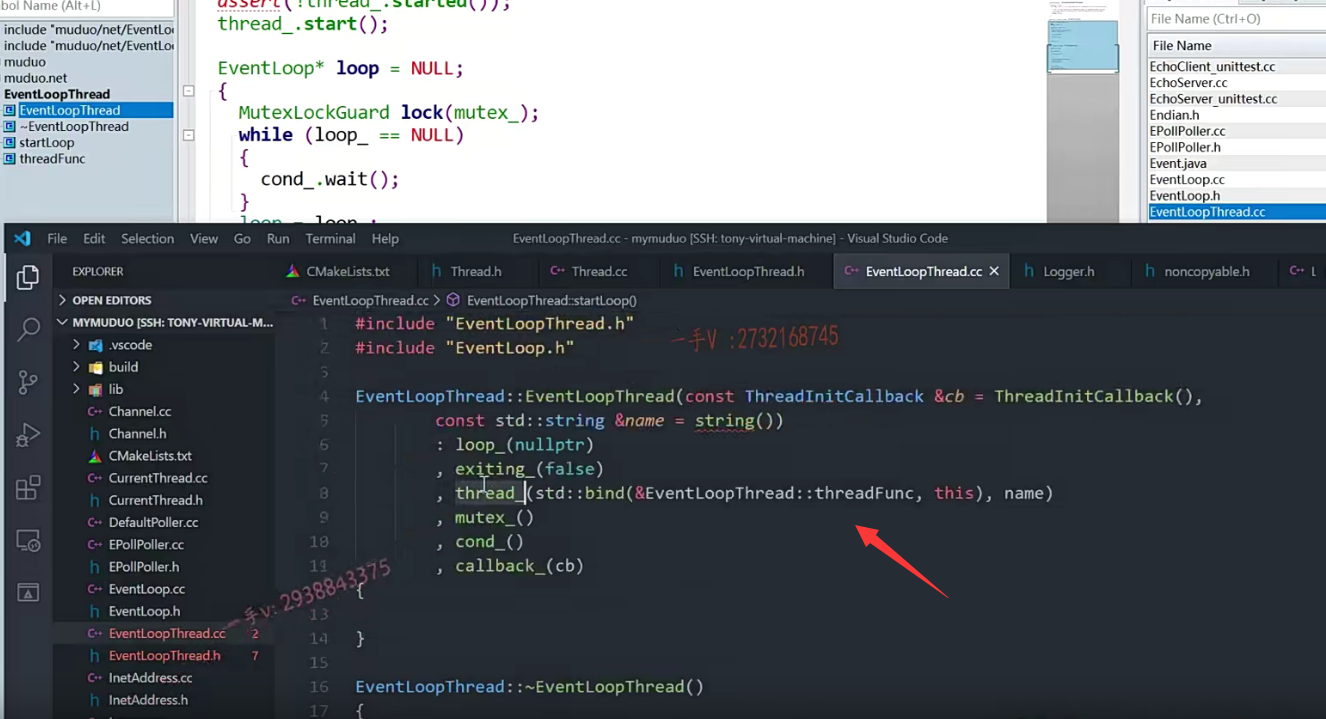 bol Name (Alt+L)
include "muduo/net/EventLo
include "muduo/net/EventLo
muduo
muduo.net
EventLoopThread
EventLoopThread
~EventLoopThread
startLoop
threadFunc
assert(!thread_.started());
thread_.start();
EventLoop* loop = NULL;
{
MutexLockGuard lock(mutex_);
while (loop_ == NULL)
{
cond_.wait();
}
loop = loop_;
File Name (Ctrl+O)
File Name
EchoClient_unittest.cc
EchoServer.cc
EchoServer_unittest.cc
Endian.h
EPollPoller.cc
EPollPoller.h
Event.java
EventLoop.cc
EventLoop.h
EventLoopThread.cc
File Edit Selection View Go Run Terminal Help
EventLoopThread.cc - mymuduo [SSH: tony-virtual-machine] - Visual Studio Code
EXPLORER
OPEN EDITORS
MYMUDUO [SSH: TONY-VIRTUAL-M...
.vscode
build
lib
C++ Channel.cc
h Channel.h
CMakeLists.txt
C++ CurrentThread.cc
h CurrentThread.h
C++ DefaultPoller.cc
C++ EPollPoller.cc
h EPollPoller.h
C++ EventLoop.cc
h EventLoop.h
C++ EventLoopThread.cc 2
h EventLoopThread.h 7
C++ InetAddress.cc
h InetAddress.h
CMakeLists.txt h Thread.h C++ Thread.cc h EventLoopThread.h C++ EventLoopThread.cc h Logger.h h noncopyable.h C++ L
C++ EventLoopThread.cc > EventLoopThread::startLoop()
1 #include "EventLoopThread.h"
2 #include "EventLoop.h"
一手V :2732168745
3
4 EventLoopThread::EventLoopThread(const ThreadInitCallback &cb = ThreadInitCallback(),
5 const std::string &name = string())
6 : loop_(nullptr)
7 , exiting_(false)
8 , thread_(std::bind(&EventLoopThread::threadFunc, this), name)
9 , mutex_()
10 , cond_()
11 , callback_(cb)
{
一手V: 2938843375
13
14 }
15
16 EventLoopThread::~EventLoopThread()
17 {